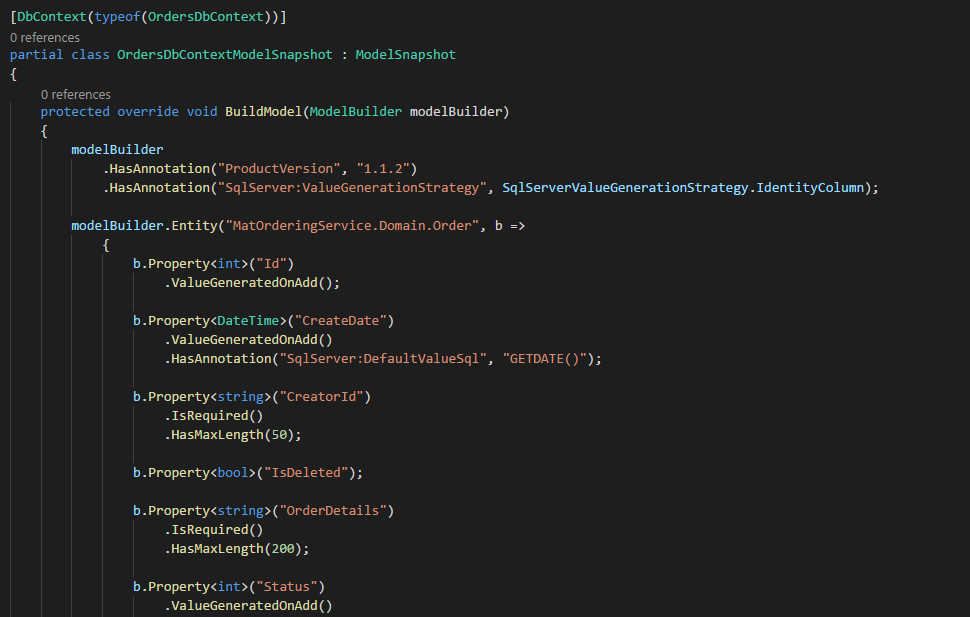 [DbContext(typeof(OrdersDbContext))]
0 references
partial class OrdersDbContextModelSnapshot : ModelSnapshot
{
0 references
protected override void BuildModel(ModelBuilder modelBuilder)
{
modelBuilder
.HasAnnotation("ProductVersion", "1.1.2")
.HasAnnotation("SqlServer:ValueGenerationStrategy", SqlServerValueGenerationStrategy.IdentityColumn);
modelBuilder.Entity("MatOrderingService.Domain.Order", b =>
{
b.Property<int>("Id")
.ValueGeneratedOnAdd();
b.Property<DateTime>("CreateDate")
.ValueGeneratedOnAdd()
.HasAnnotation("SqlServer:DefaultValueSql", "GETDATE()");
b.Property<string>("CreatorId")
.IsRequired()
.HasMaxLength(50);
b.Property<bool>("IsDeleted");
b.Property<string>("OrderDetails")
.IsRequired()
.HasMaxLength(200);
b.Property<int>("Status")
.ValueGeneratedOnAdd()